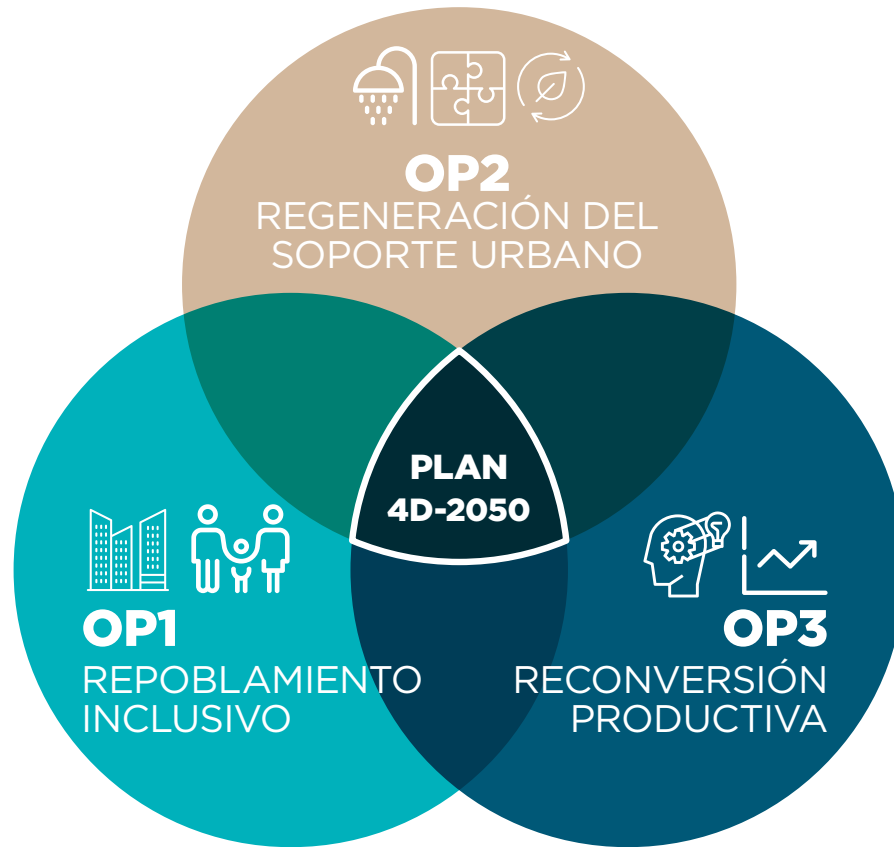 OP2
REGENERACIÓN DEL
SOPORTE URBANO
PLAN
4D-2050
OP1
REPOBLAMIENTO
INCLUSIVO
OP3
RECONVERSIÓN
PRODUCTIVA